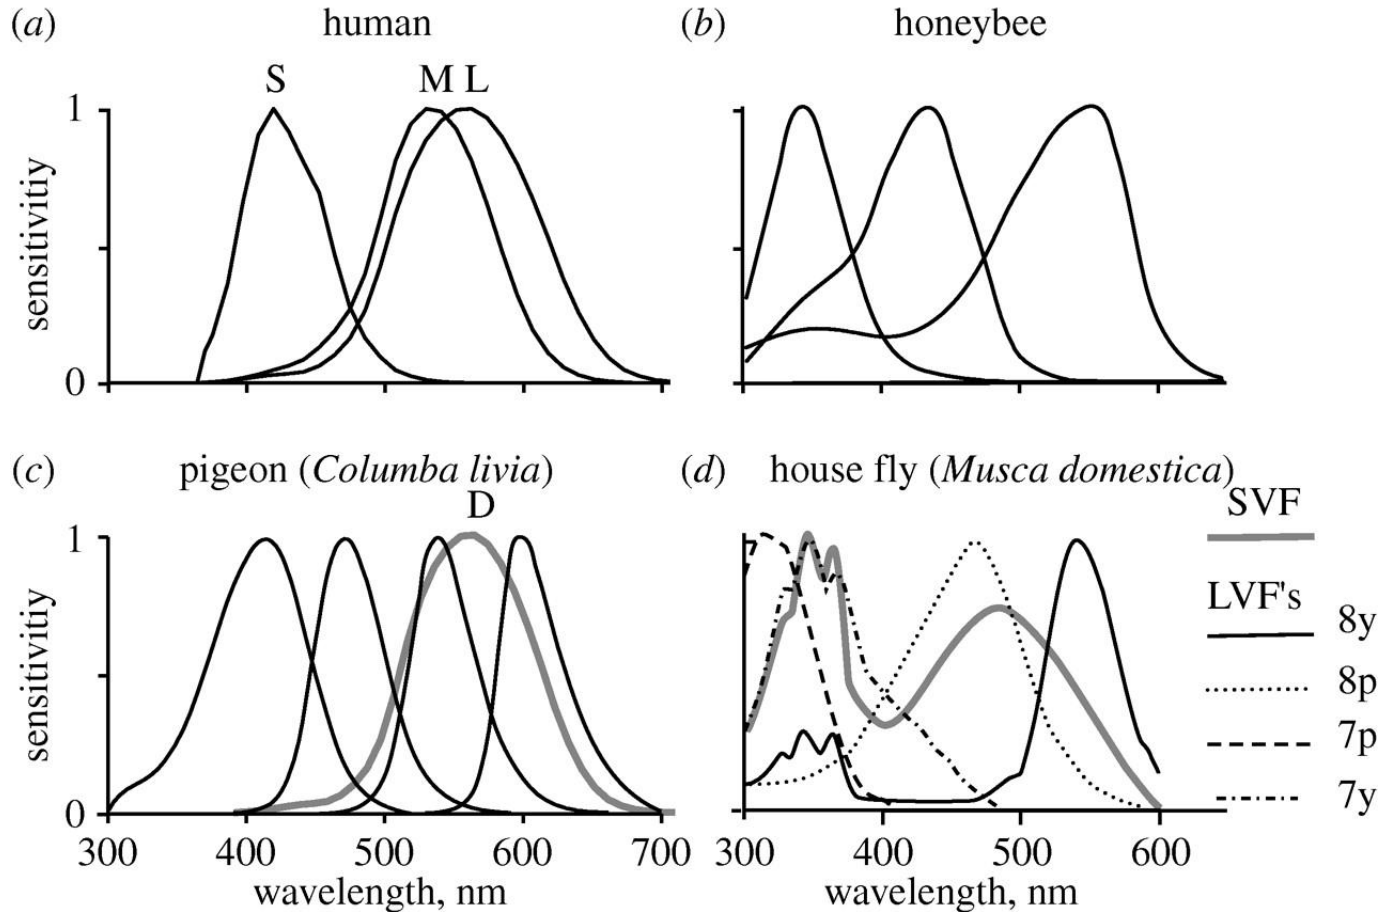 (a) human
S M L
1
sensitivitiy
0
(b) honeybee
(c) pigeon (Columba livia)
D
1
sensitivitiy
0
300 400 500 600 700
wavelength, nm
(d) house fly (Musca domestica)
SVF
LVF's
8y
8p
7p
7y
300 400 500 600
wavelength, nm